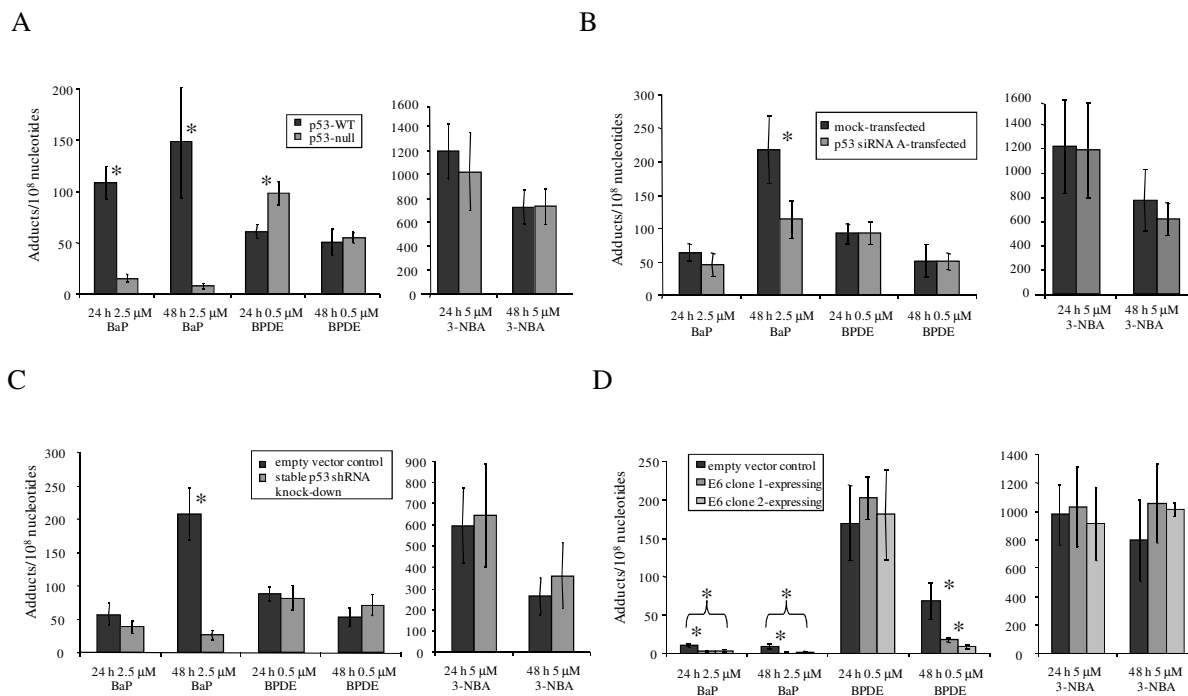 A
Adducts/10⁸ nucleotides
200
150
100
50
0
p53-WT
p53-null
*
*
*
24 h 2.5 µM
BaP
48 h 2.5 µM
BaP
24 h 0.5 µM
BPDE
48 h 0.5 µM
BPDE
1600
1400
1200
1000
800
600
400
200
0
24 h 5 µM
3-NBA
48 h 5 µM
3-NBA
B
Adducts/10⁸ nucleotides
300
250
200
150
100
50
0
mock-transfected
p53 siRNA A-transfected
*
24 h 2.5 µM
BaP
48 h 2.5 µM
BaP
24 h 0.5 µM
BPDE
48 h 0.5 µM
BPDE
1600
1400
1200
1000
800
600
400
200
0
24 h 5 µM
3-NBA
48 h 5 µM
3-NBA
C
Adducts/10⁸ nucleotides
300
250
200
150
100
50
0
empty vector control
stable p53 shRNA
knock-down
*
24 h 2.5 µM
BaP
48 h 2.5 µM
BaP
24 h 0.5 µM
BPDE
48 h 0.5 µM
BPDE
900
800
700
600
500
400
300
200
100
0
24 h 5 µM
3-NBA
48 h 5 µM
3-NBA
D
Adducts/10⁸ nucleotides
250
200
150
100
50
0
empty vector control
E6 clone 1-expressing
E6 clone 2-expressing
*
*
*
*
*
*
24 h 2.5 µM
BaP
48 h 2.5 µM
BaP
24 h 0.5 µM
BPDE
48 h 0.5 µM
BPDE
1400
1200
1000
800
600
400
200
0
24 h 5 µM
3-NBA
48 h 5 µM
3-NBA